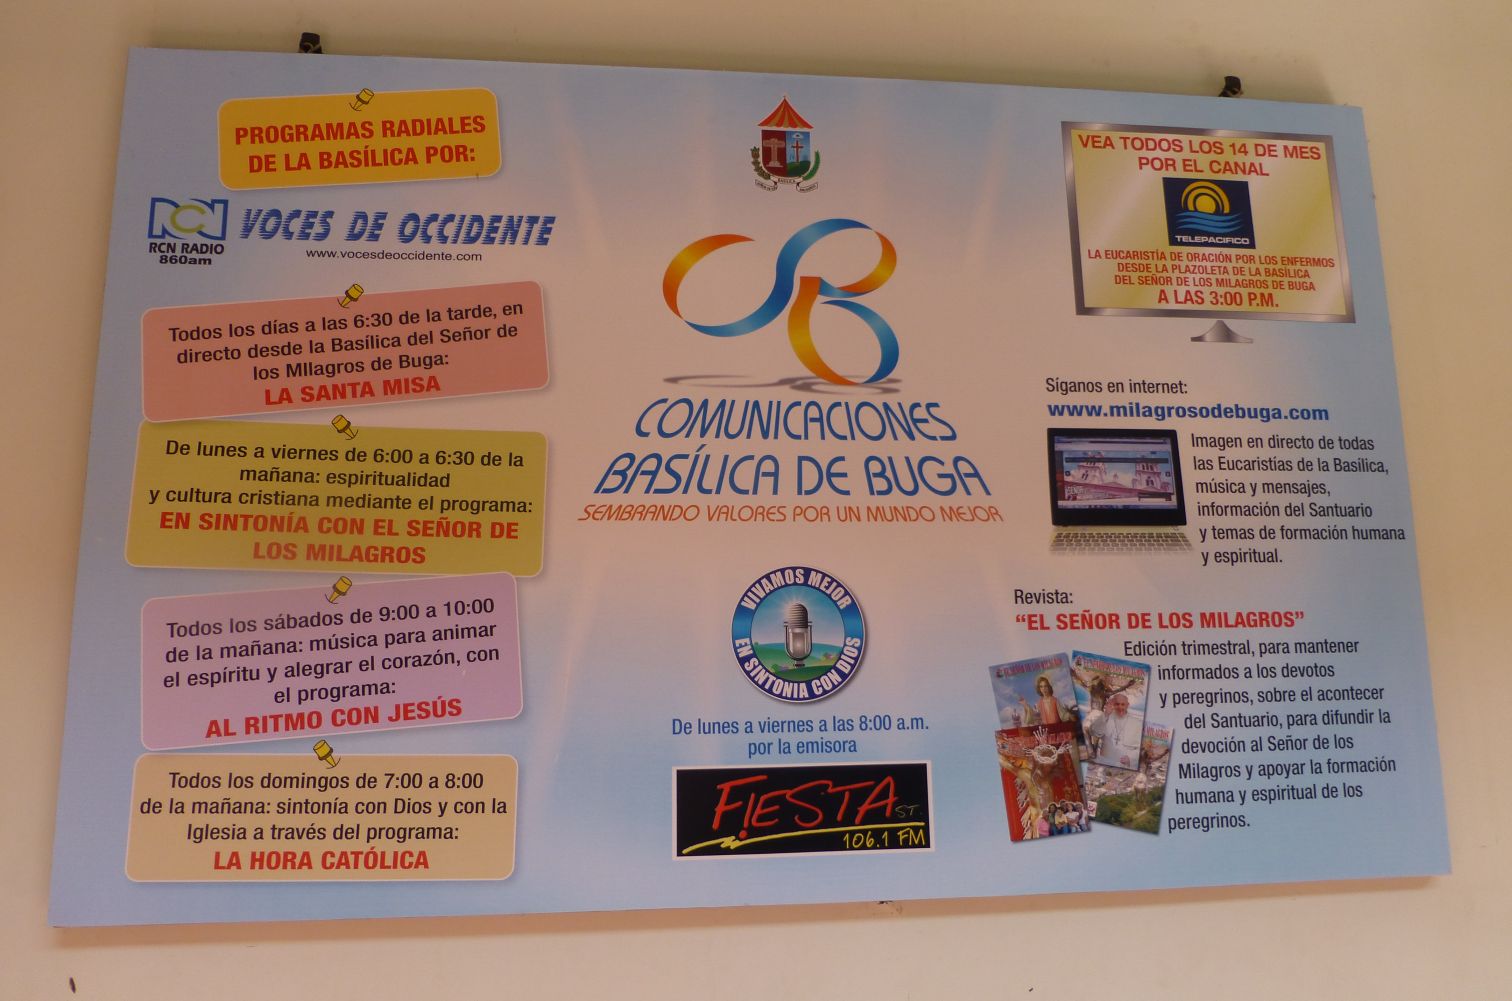 PROGRAMAS RADIALES
DE LA BASÍLICA POR:
RCN
RCN RADIO
860am
VOCES DE OCCIDENTE
www.vocesdeoccidente.com
Todos los días a las 6:30 de la tarde, en
directo desde la Basílica del Señor de
los MIlagros de Buga:
LA SANTA MISA
De lunes a viernes de 6:00 a 6:30 de la
mañana: espiritualidad
y cultura cristiana mediante el programa:
EN SINTONÍA CON EL SEÑOR DE
LOS MILAGROS
Todos los sábados de 9:00 a 10:00
de la mañana: música para animar
el espíritu y alegrar el corazón, con
el programa:
AL RITMO CON JESÚS
Todos los domingos de 7:00 a 8:00
de la mañana: sintonía con Dios y con la
Iglesia a través del programa:
LA HORA CATÓLICA
COMUNICACIONES
BASÍLICA DE BUGA
SEMBRANDO VALORES POR UN MUNDO MEJOR
VIVAMOS MEJOR
EN SINTONIA CON DIOS
De lunes a viernes a las 8:00 a.m.
por la emisora
FIESTA ST.
106.1 FM
VEA TODOS LOS 14 DE MES
POR EL CANAL
TELEPACIFICO
LA EUCARISTÍA DE ORACIÓN POR LOS ENFERMOS
DESDE LA PLAZOLETA DE LA BASÍLICA
DEL SEÑOR DE LOS MILAGROS DE BUGA
A LAS 3:00 P.M.
Síganos en internet:
www.milagrosodebuga.com
Imagen en directo de todas
las Eucaristías de la Basílica,
música y mensajes,
información del Santuario
y temas de formación humana
y espiritual.
Revista:
“EL SEÑOR DE LOS MILAGROS”
Edición trimestral, para mantener
informados a los devotos
y peregrinos, sobre el acontecer
del Santuario, para difundir la
devoción al Señor de los
Milagros y apoyar la formación
humana y espiritual de los
peregrinos.